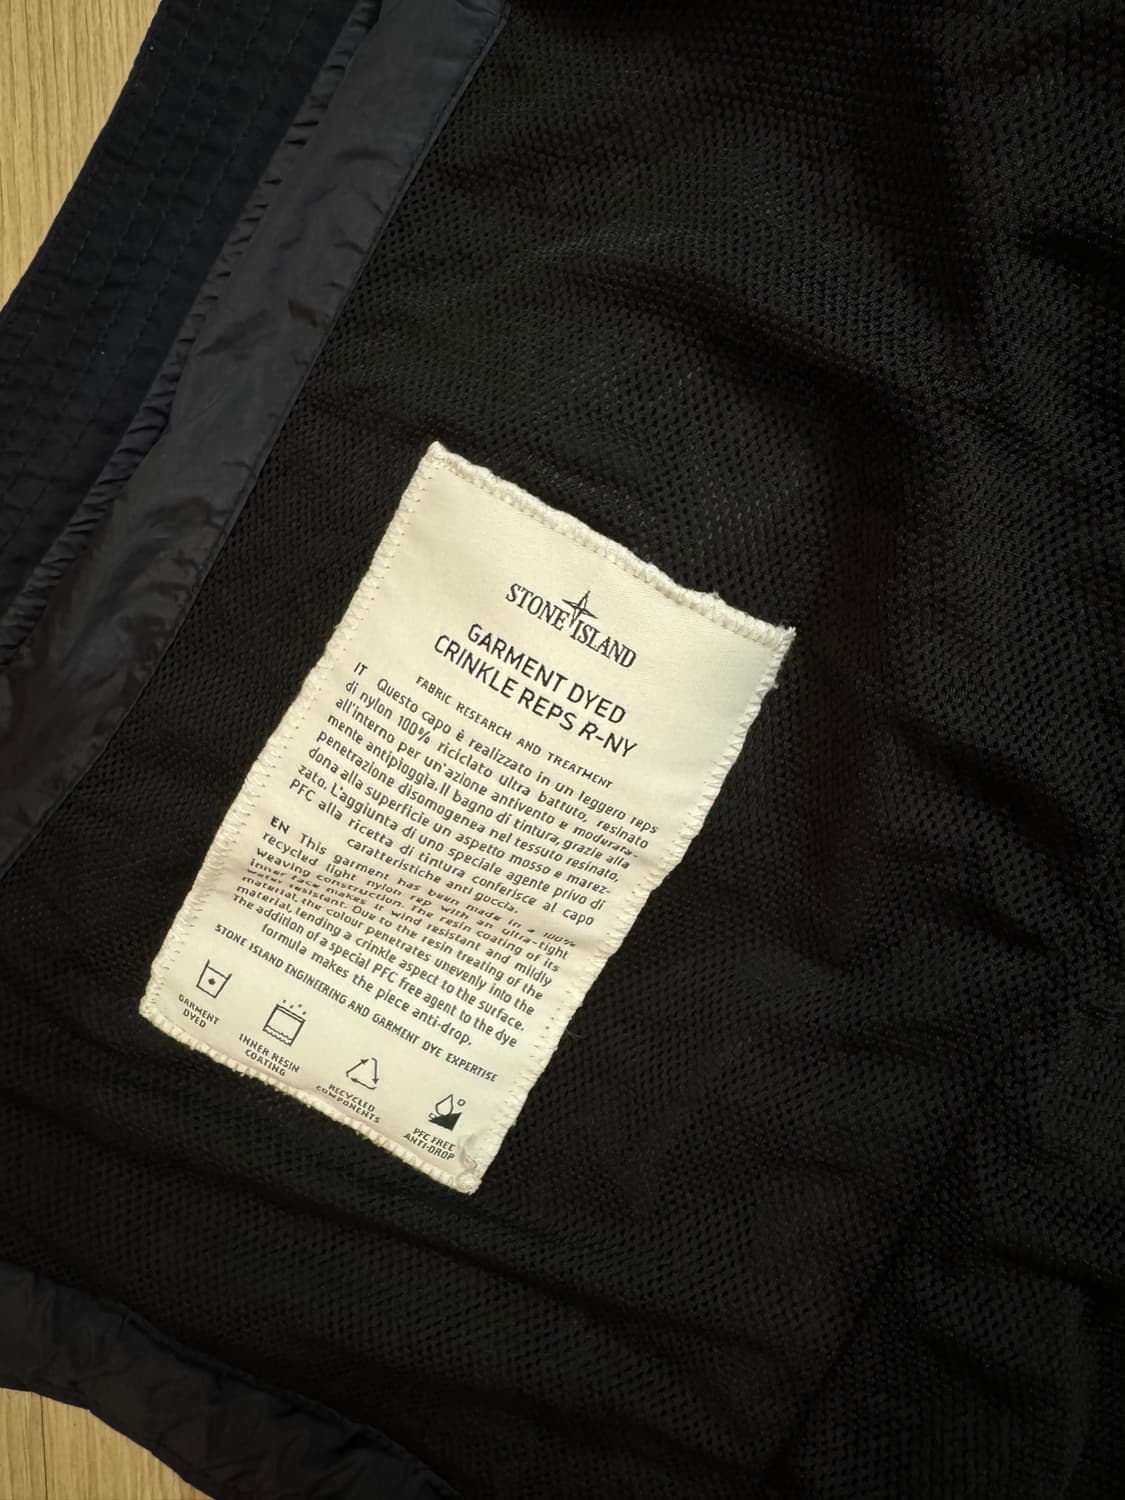 STONE ISLAND
GARMENT DYED
CRINKLE REPS R-NY
FABRIC RESEARCH AND TREATMENT
IT Questo capo è realizzato in un leggero reps
di nylon 100% riciclato ultra battuto, resinato
all'interno per un'azione antivento e moderata-
mente antipioggia. Il bagno di tintura, grazie alla
penetrazione disomogenea nel tessuto resinato,
dona alla superficie un aspetto mosso e marez-
zato. L'aggiunta di uno speciale agente privo di
PFC alla ricetta di tintura conferisce al capo
caratteristiche anti goccia.
EN This garment has been made in a 100%
recycled light nylon rep with an ultra-tight
weaving construction. The resin coating of its
inner face makes it wind resistant and mildly
water resistant. Due to the resin treating of the
material, the colour penetrates unevenly into the
material, lending a crinkle aspect to the surface.
The addition of a special PFC free agent to the dye
formula makes the piece anti-drop.
STONE ISLAND ENGINEERING AND GARMENT DYE EXPERTISE
GARMENT
DYED
INNER RESIN
COATING
RECYCLED
COMPONENTS
PFC FREE
ANTI-DROP